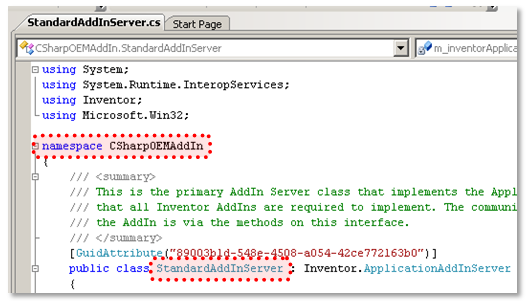 StandardAddInServer.cs Start Page
CSharpOEMAddIn.StandardAddInServer m_inventorApplica
using System;
using System.Runtime.InteropServices;
using Inventor;
using Microsoft.Win32;
namespace CSharpOEMAddIn
{
/// <summary>
/// This is the primary AddIn Server class that implements the Appl
/// that all Inventor AddIns are required to implement. The communi
/// the AddIn is via the methods on this interface.
/// </summary>
[GuidAttribute("89003b1d-548e-4508-a054-42ce772163b0")]
public class StandardAddInServer : Inventor.ApplicationAddInServer
{